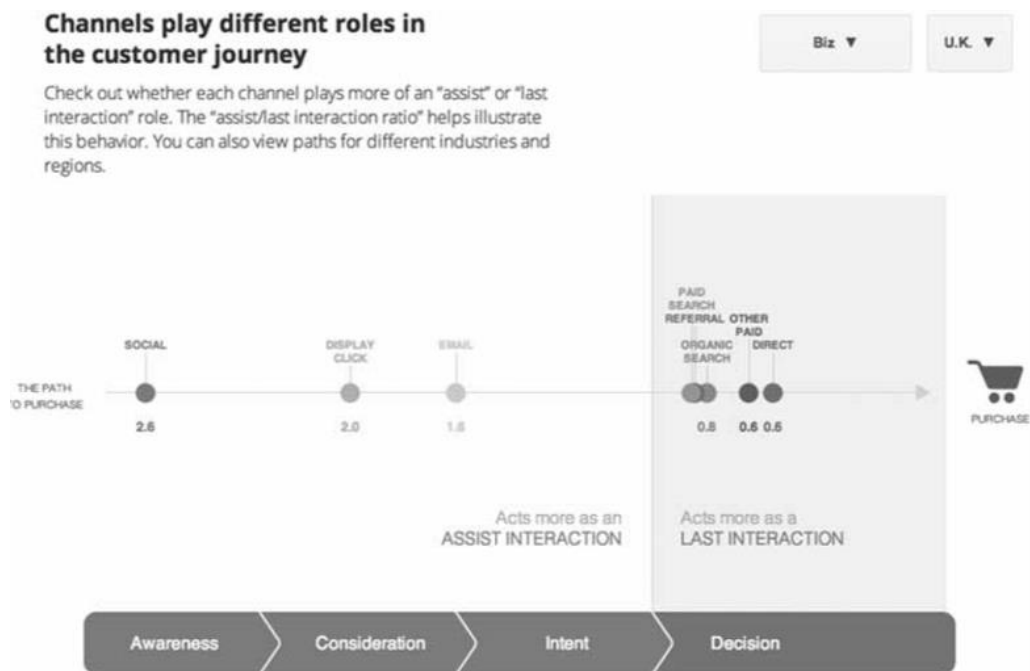 Channels play different roles in
the customer journey
Biz ▼
U.K. ▼
Check out whether each channel plays more of an "assist" or "last
interaction" role. The "assist/last interaction ratio" helps illustrate
this behavior. You can also view paths for different industries and
regions.
PAID
SEARCH
REFERRAL OTHER
PAID
SOCIAL
DISPLAY
CLICK
EMAIL
ORGANIC
SEARCH
DIRECT
THE PATH
TO PURCHASE
2.6
2.0
1.6
0.8
0.6
PURCHASE
Acts more as an
ASSIST INTERACTION
Acts more as a
LAST INTERACTION
Awareness
Consideration
Intent
Decision